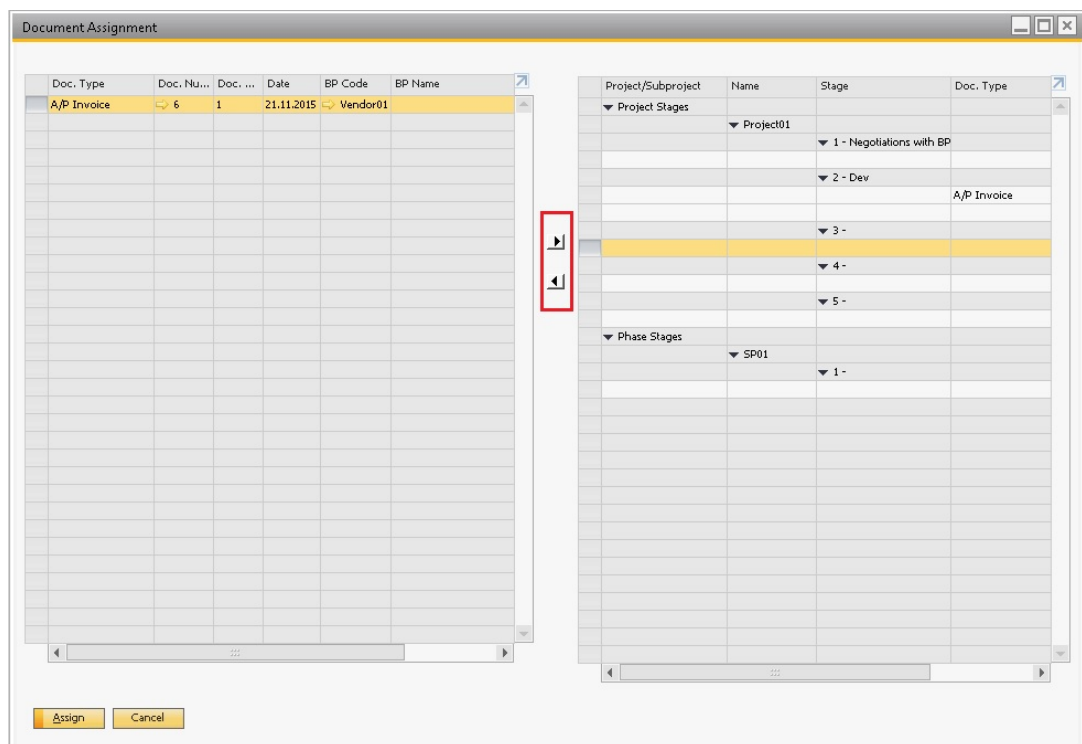 Document Assignment
Doc. Type Doc. Nu... Doc. ... Date BP Code BP Name
A/P Invoice 6 1 21.11.2015 Vendor01
Project/Subproject Name Stage Doc. Type
Project Stages
Project01
1 - Negotiations with BP
2 - Dev
A/P Invoice
3 -
4 -
5 -
Phase Stages
SP01
1 -
Assign Cancel